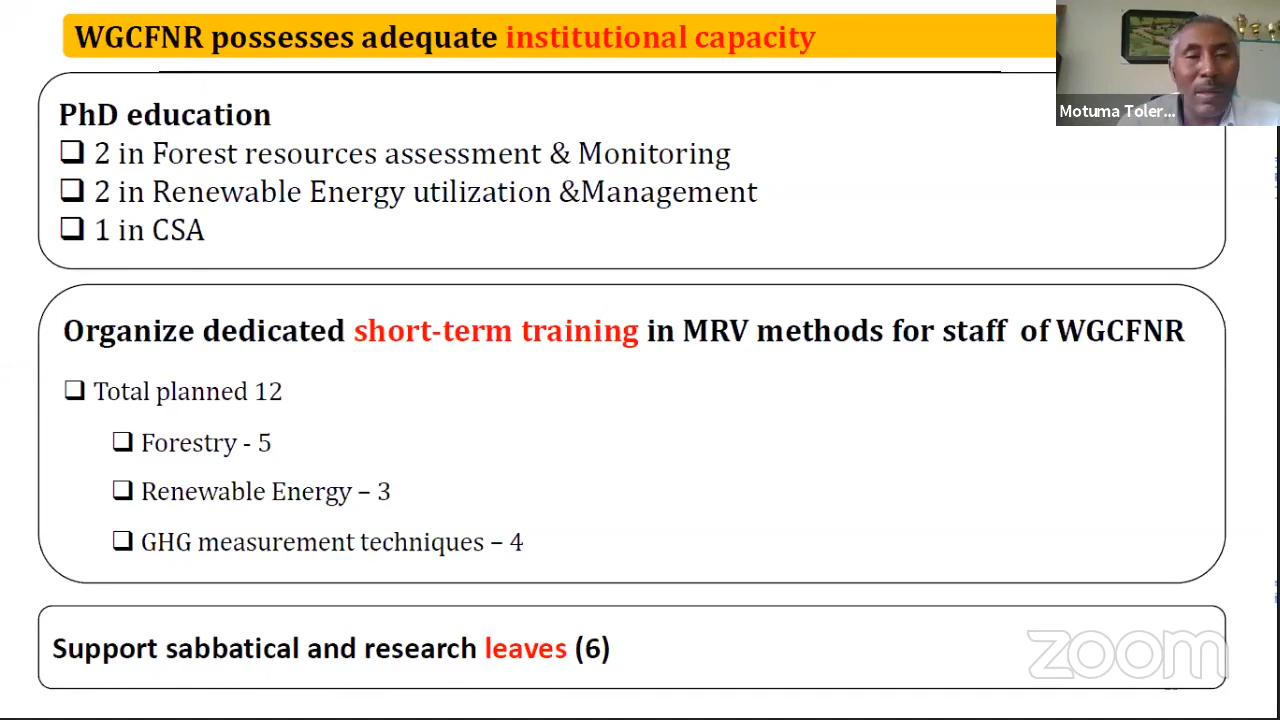 WGCFNR possesses adequate institutional capacity
Motuma Toler...
PhD education
2 in Forest resources assessment & Monitoring
2 in Renewable Energy utilization &Management
1 in CSA
Organize dedicated short-term training in MRV methods for staff of WGCFNR
Total planned 12
Forestry - 5
Renewable Energy – 3
GHG measurement techniques – 4
Support sabbatical and research leaves (6)
zoom